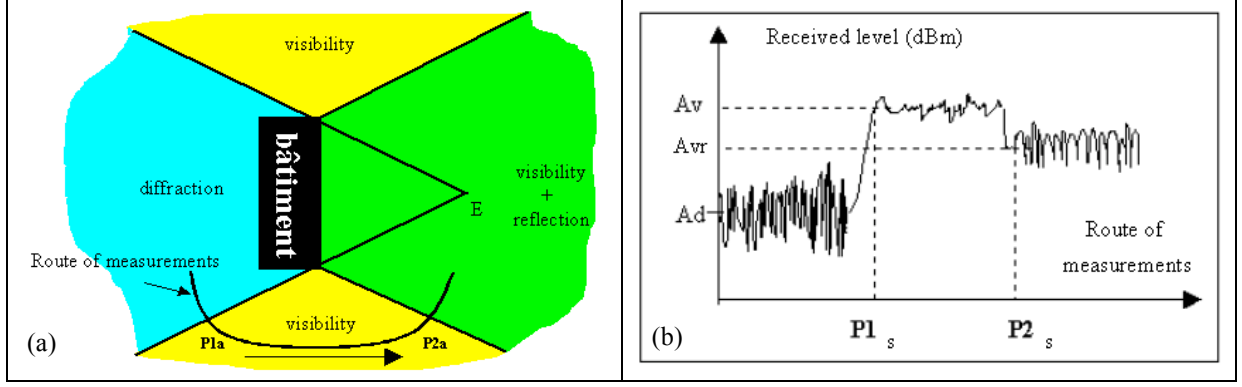 visibility
bâtiment
diffraction
visibility
+
reflection
E
Route of
measurements
visibility
P1a
P2a
(a)
Received level (dBm)
Av
Avr
Ad
Route of
measurements
P1 s
P2 s
(b)